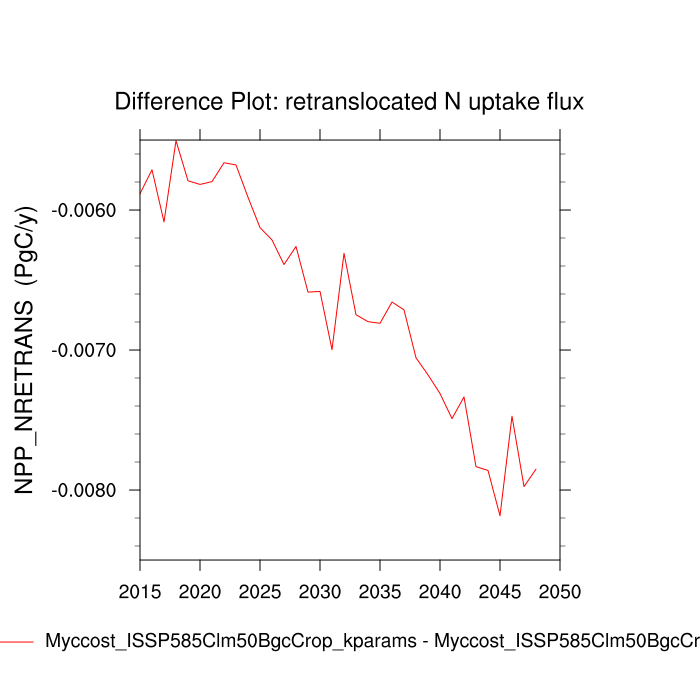 Difference Plot: retranslocated N uptake flux
NPP_NRETRANS (PgC/y)
-0.0060
-0.0070
-0.0080
2015 2020 2025 2030 2035 2040 2045 2050
Myccost_ISSP585Clm50BgcCrop_kparams - Myccost_ISSP585Clm50BgcCr